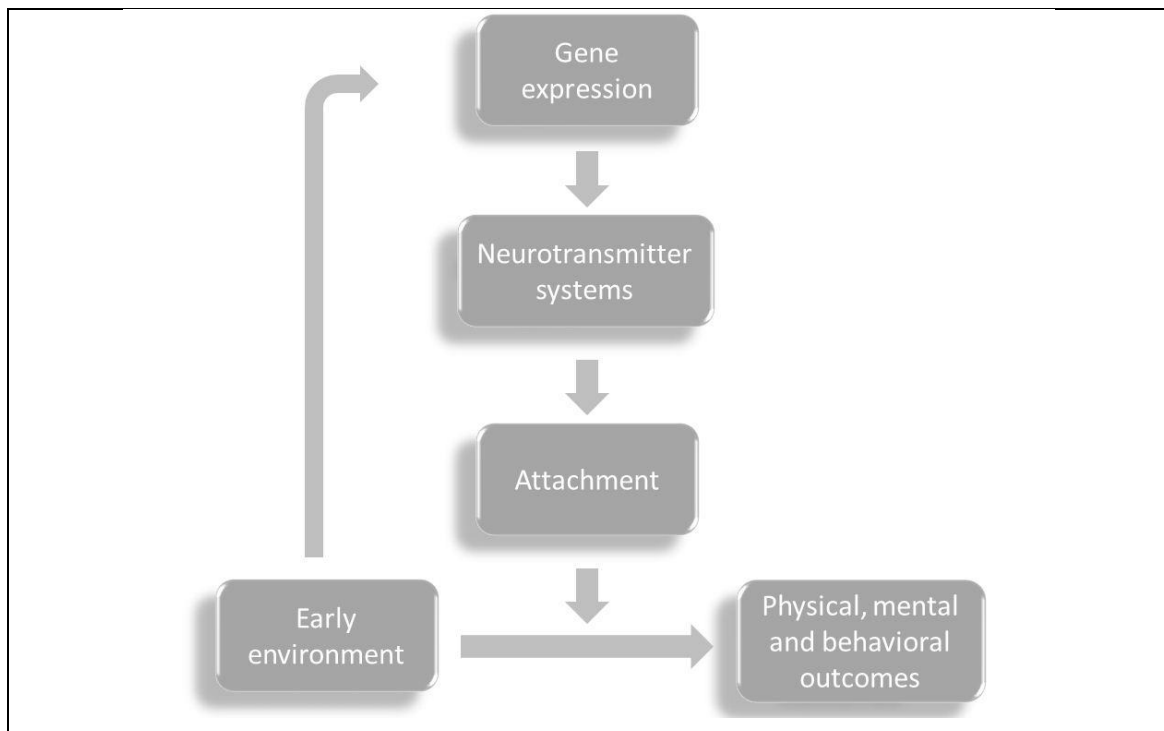 Gene
expression
Neurotransmitter
systems
Attachment
Early
environment
Physical, mental
and behavioral
outcomes